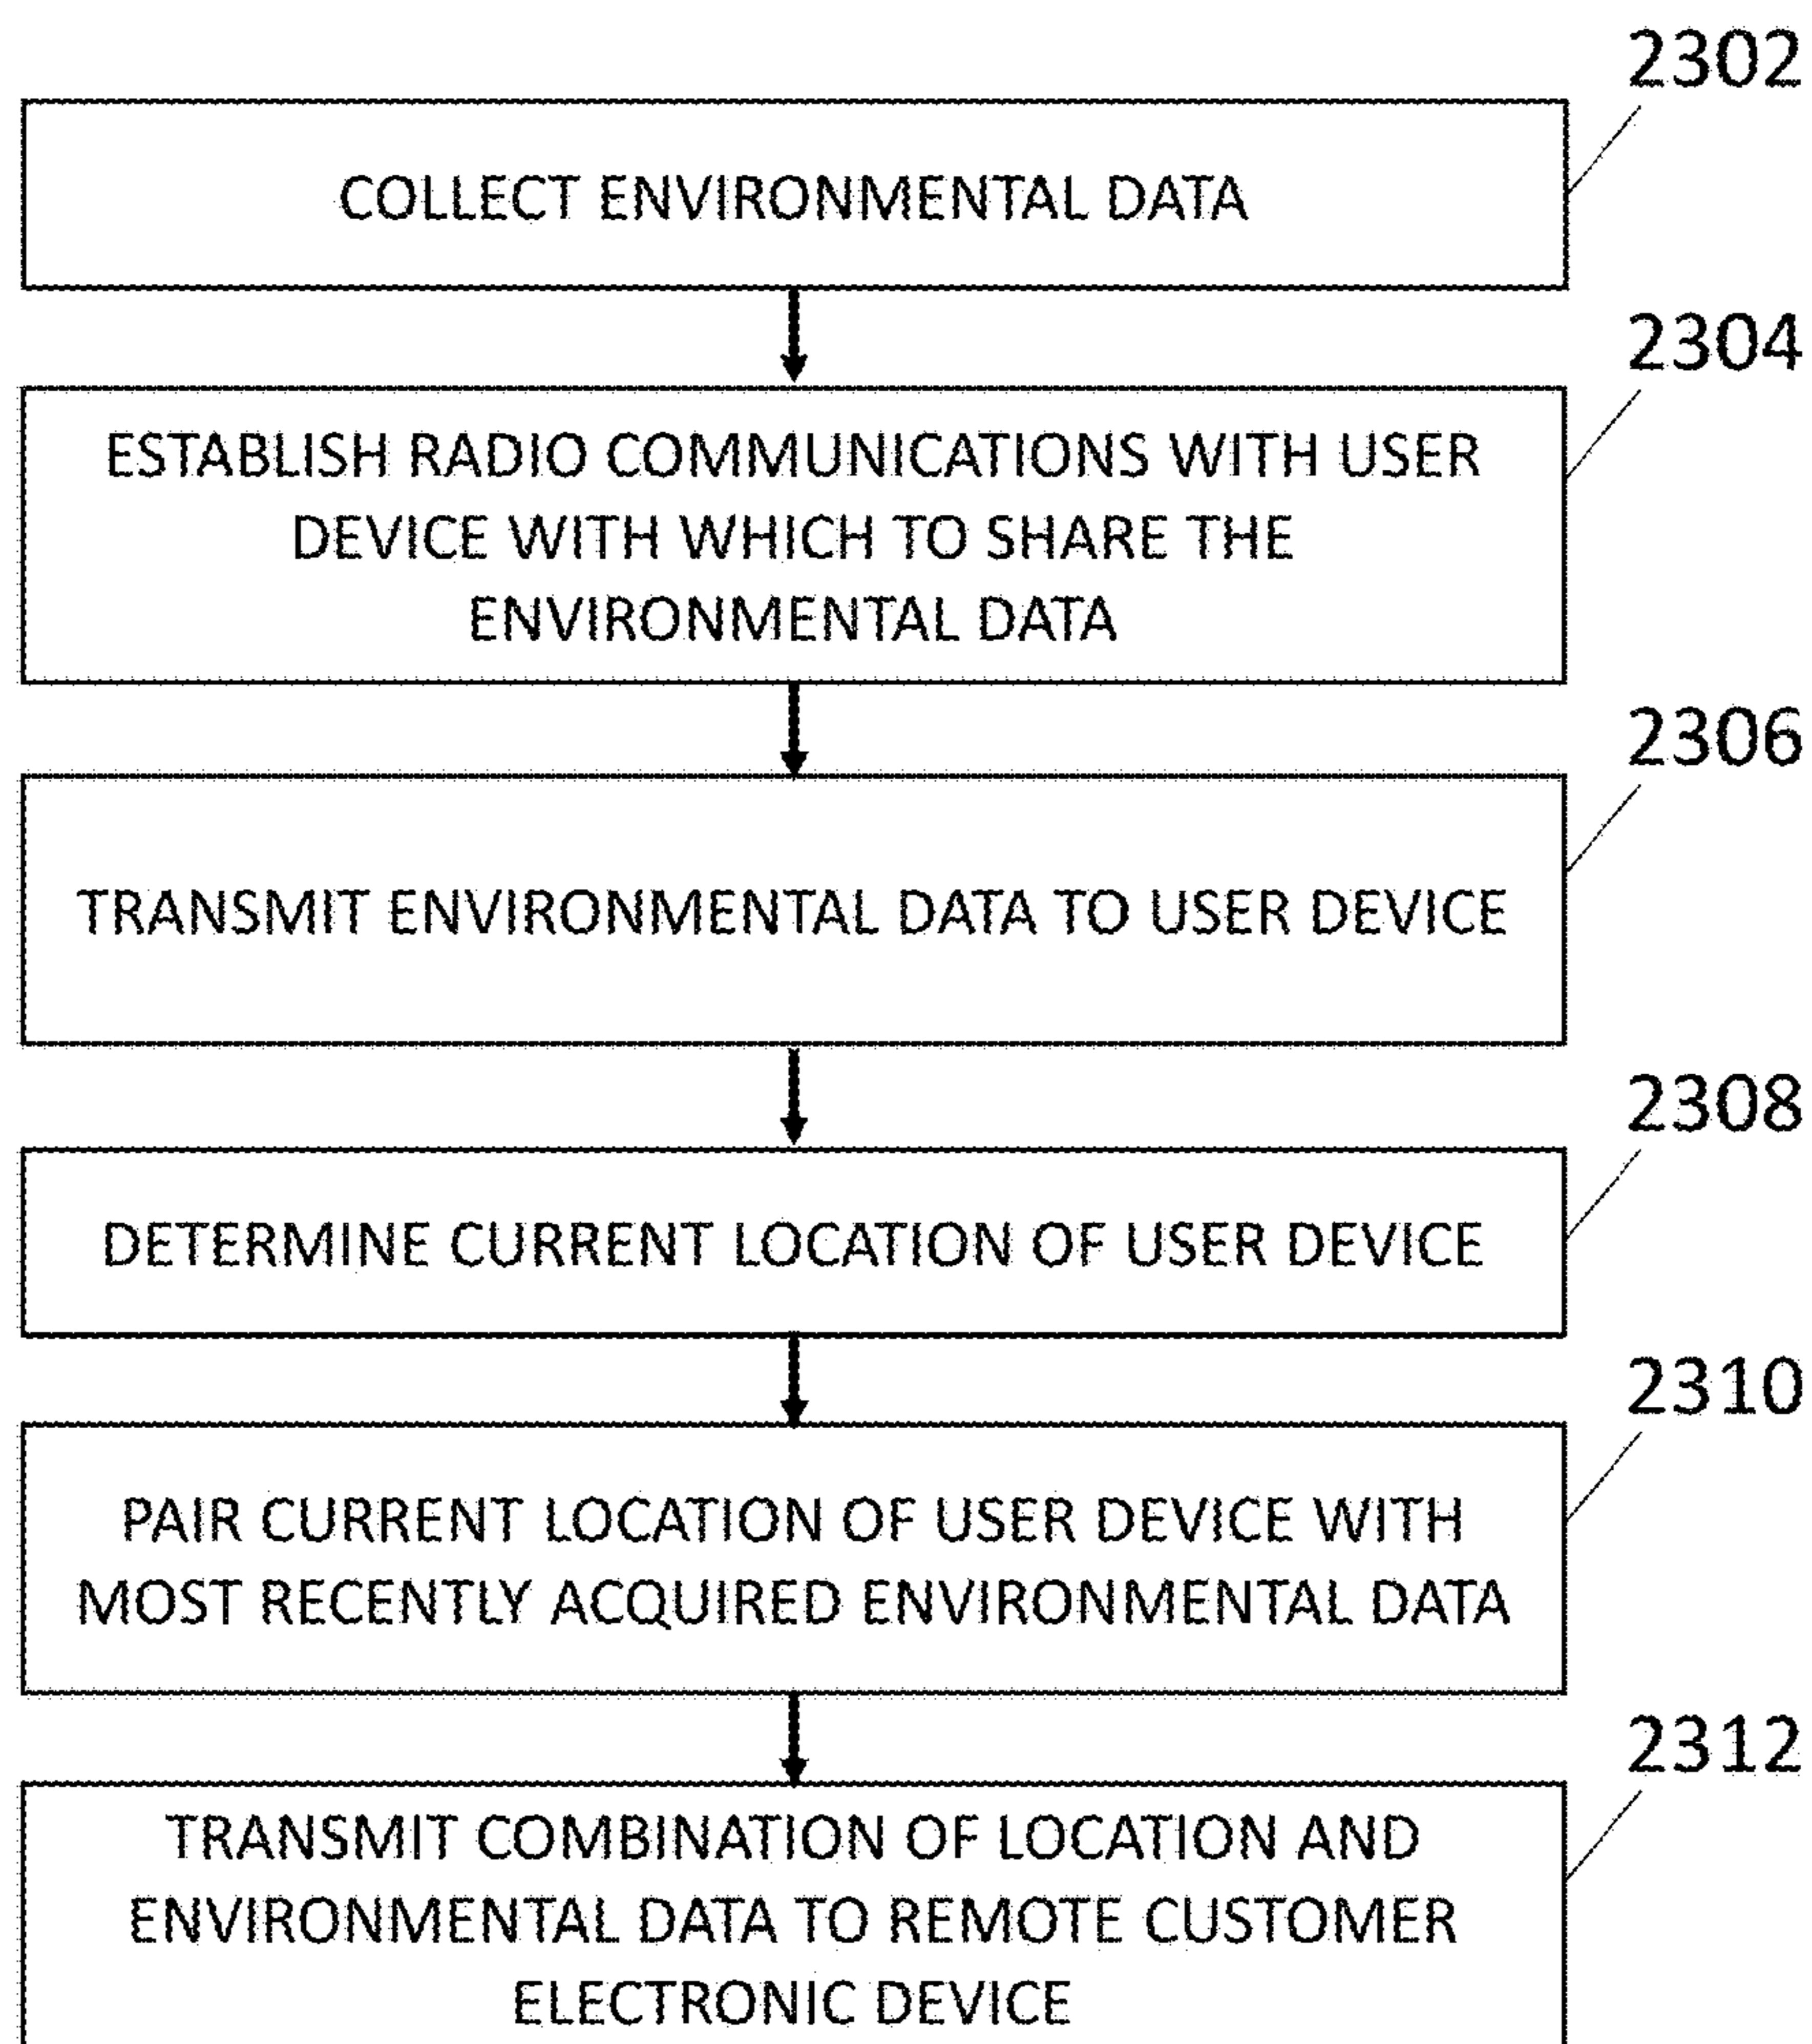 2302
COLLECT ENVIRONMENTAL DATA
2304
ESTABLISH RADIO COMMUNICATIONS WITH USER
DEVICE WITH WHICH TO SHARE THE
ENVIRONMENTAL DATA
2306
TRANSMIT ENVIRONMENTAL DATA TO USER DEVICE
2308
DETERMINE CURRENT LOCATION OF USER DEVICE
2310
PAIR CURRENT LOCATION OF USER DEVICE WITH
MOST RECENTLY ACQUIRED ENVIRONMENTAL DATA
2312
TRANSMIT COMBINATION OF LOCATION AND
ENVIRONMENTAL DATA TO REMOTE CUSTOMER
ELECTRONIC DEVICE